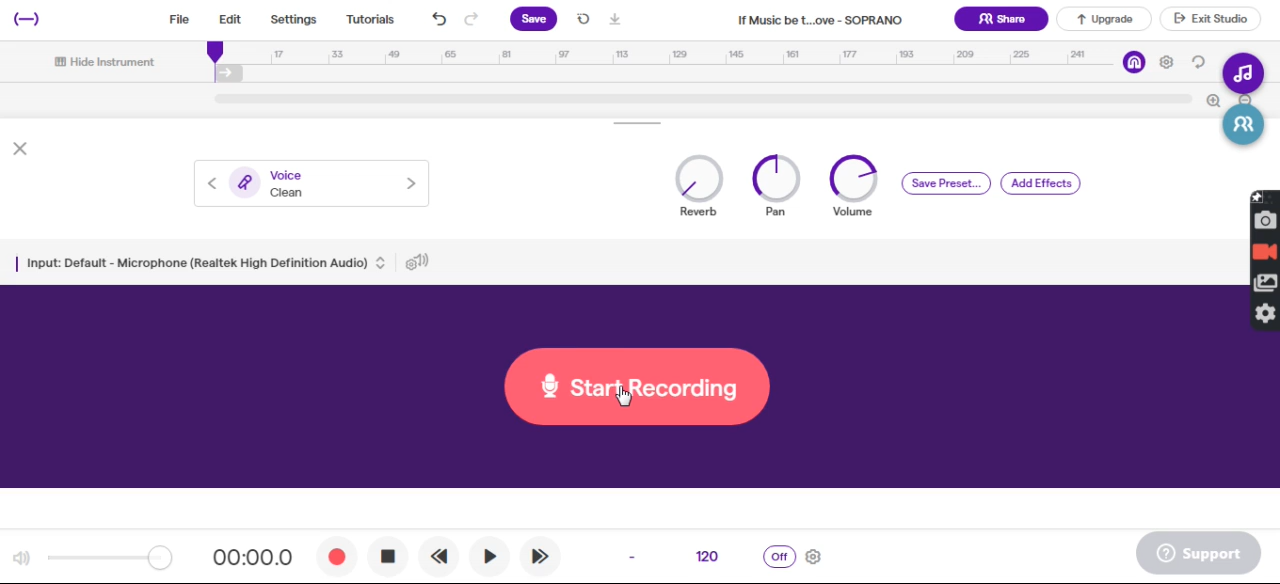 File Edit Settings Tutorials Save If Music be t...ove - SOPRANO Share Upgrade Exit Studio
Hide Instrument 17 33 49 65 81 97 113 129 145 161 177 193 209 225 241
Voice
Clean
Reverb Pan Volume Save Preset... Add Effects
Input: Default - Microphone (Realtek High Definition Audio)
Start Recording
00:00.0 - 120 Off Support